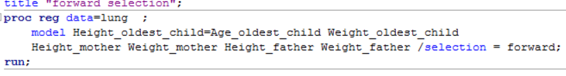 title "forward selection";
proc reg data=lung ;
model Height_oldest_child=Age_oldest_child Weight_oldest_child
Height_mother Weight_mother Height_father Weight_father /selection = forward;
run;